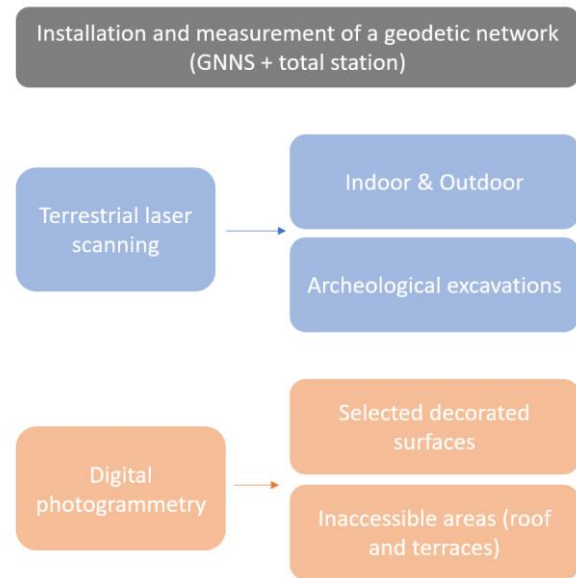 Installation and measurement of a geodetic network
(GNNS + total station)
Terrestrial laser
scanning
Indoor & Outdoor
Archeological excavations
Digital
photogrammetry
Selected decorated
surfaces
Inaccessible areas (roof
and terraces)